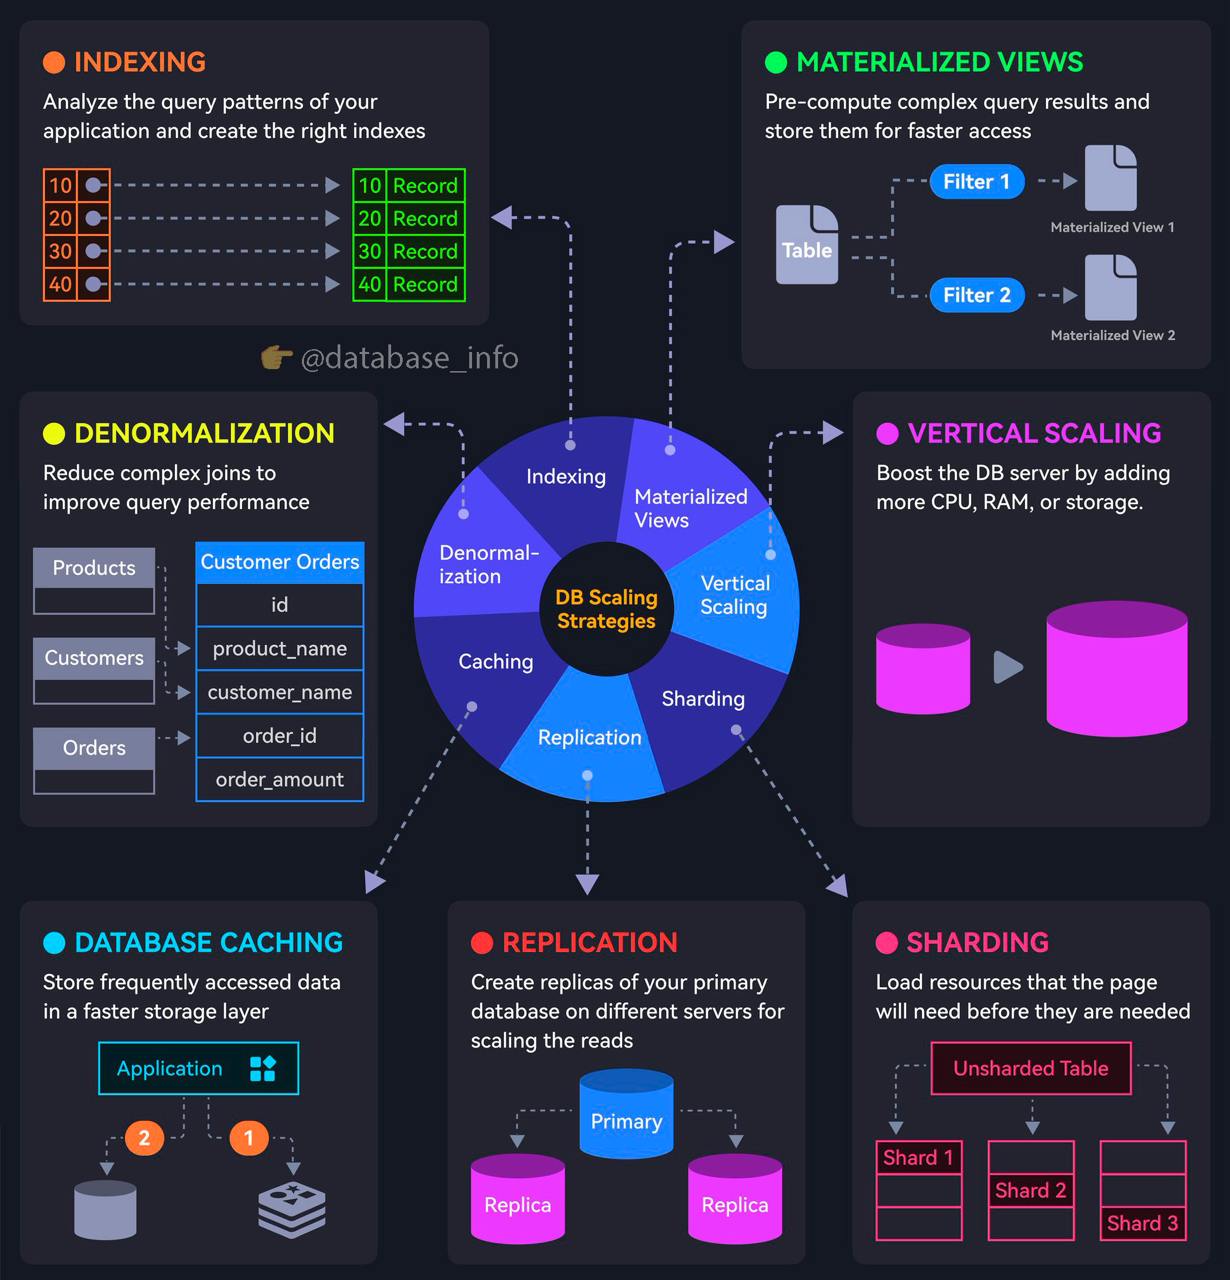 INDEXING
Analyze the query patterns of your
application and create the right indexes
10 10 Record
20 20 Record
30 30 Record
40 40 Record
MATERIALIZED VIEWS
Pre-compute complex query results and
store them for faster access
Table
Filter 1
Materialized View 1
Filter 2
Materialized View 2
@database_info
DENORMALIZATION
Reduce complex joins to
improve query performance
Products
Customers
Orders
Customer Orders
id
product_name
customer_name
order_id
order_amount
DB Scaling
Strategies
Indexing
Materialized
Views
Vertical
Scaling
Sharding
Replication
Caching
Denormal-
ization
VERTICAL SCALING
Boost the DB server by adding
more CPU, RAM, or storage.
DATABASE CACHING
Store frequently accessed data
in a faster storage layer
Application
2
1
REPLICATION
Create replicas of your primary
database on different servers for
scaling the reads
Primary
Replica
Replica
SHARDING
Load resources that the page
will need before they are needed
Unsharded Table
Shard 1
Shard 2
Shard 3